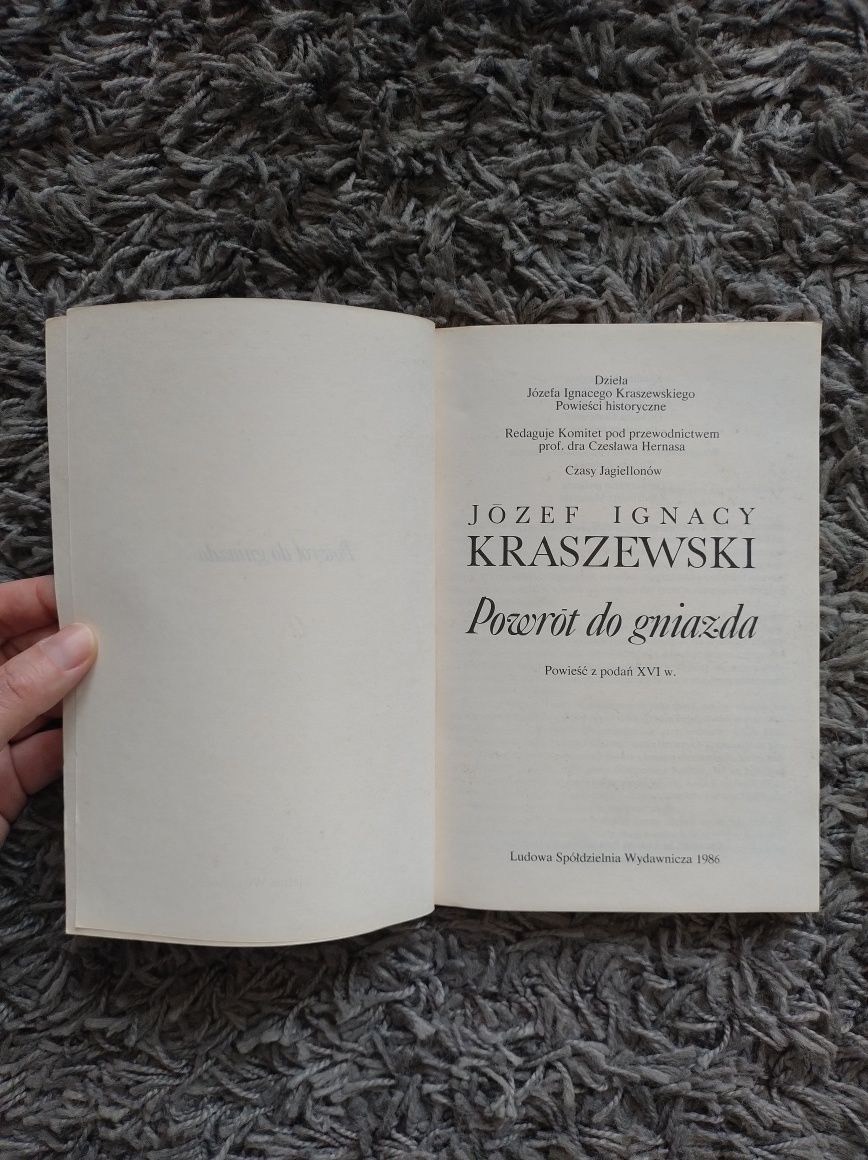 Dzieła
Józefa Ignacego Kraszewskiego
Powieści historyczne
Redaguje Komitet pod przewodnictwem
prof. dra Czesława Hernasa
Czasy Jagiellonów
JÓZEF IGNACY
KRASZEWSKI
Powrót do gniazda
Powieść z podań XVI w.
Ludowa Spółdzielnia Wydawnicza 1986